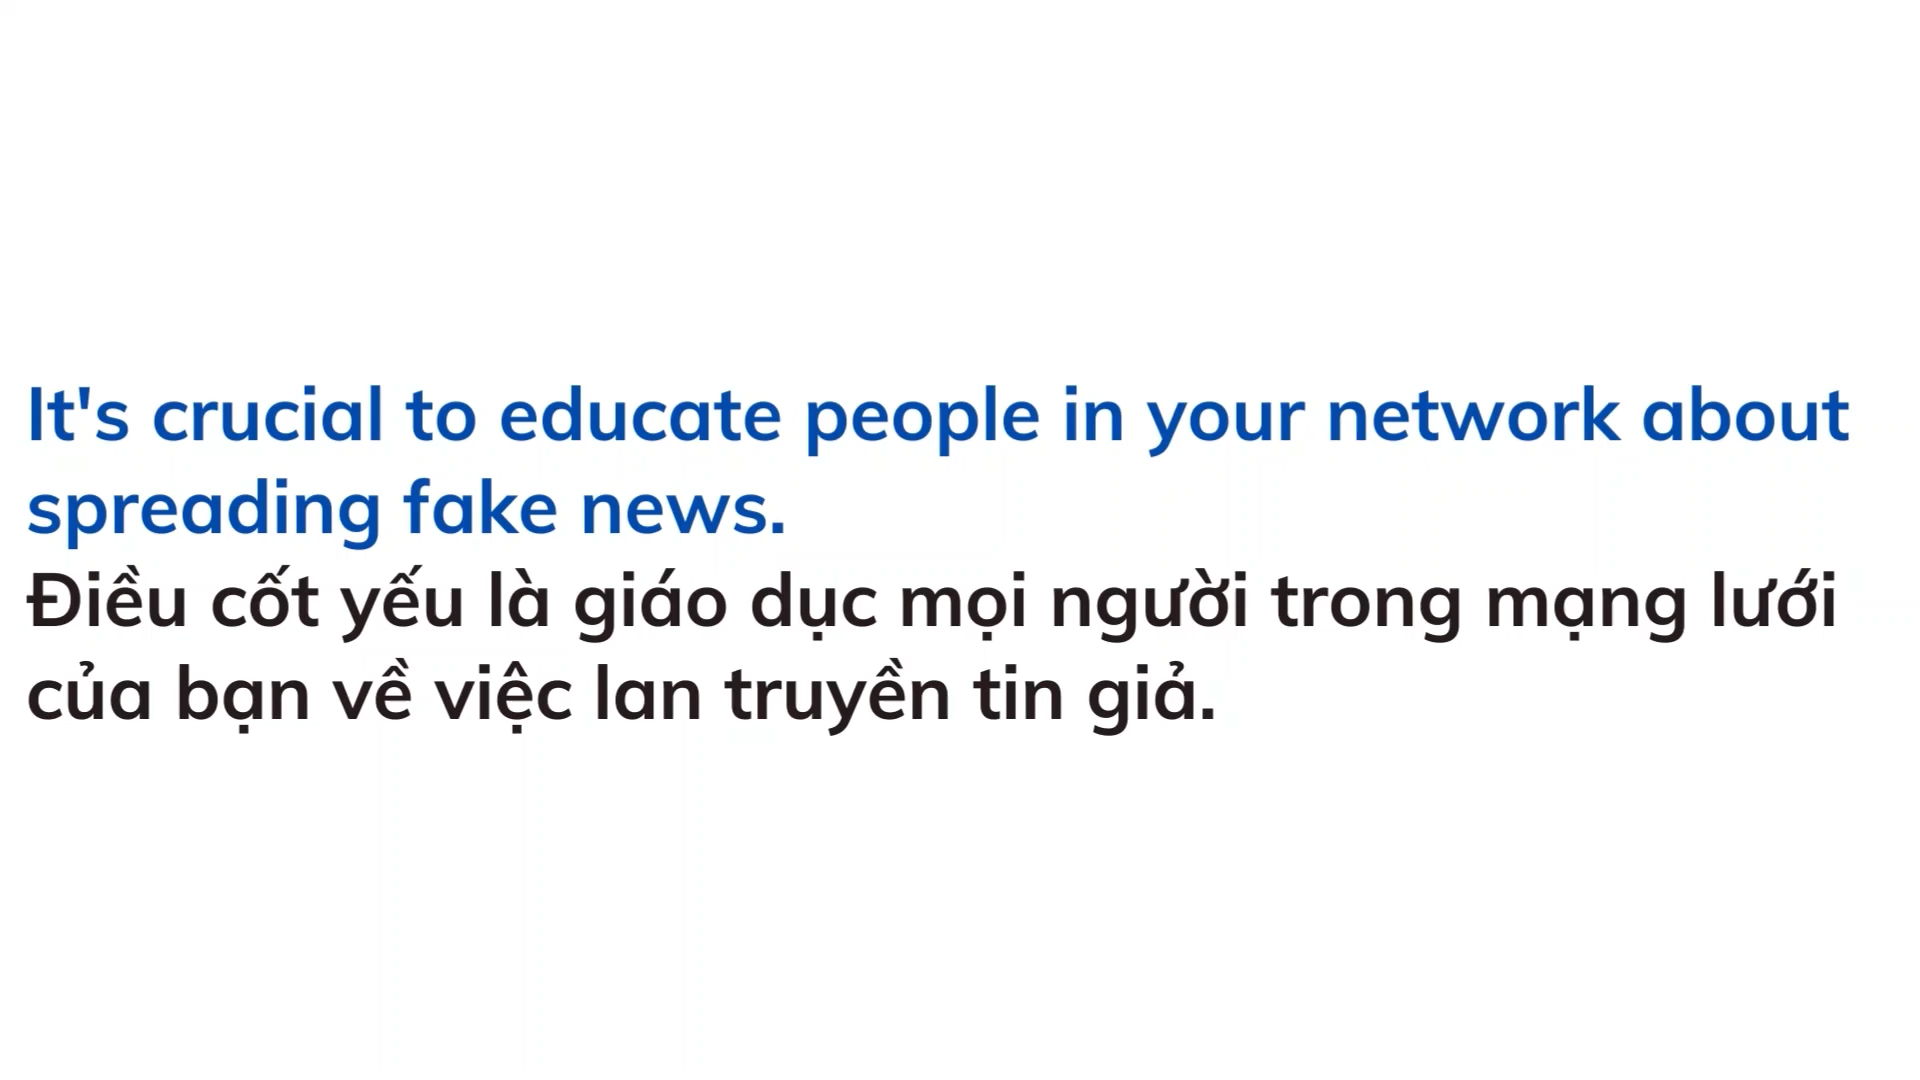 It's crucial to educate people in your network about
spreading fake news.
Điều cốt yếu là giáo dục mọi người trong mạng lưới
của bạn về việc lan truyền tin giả.